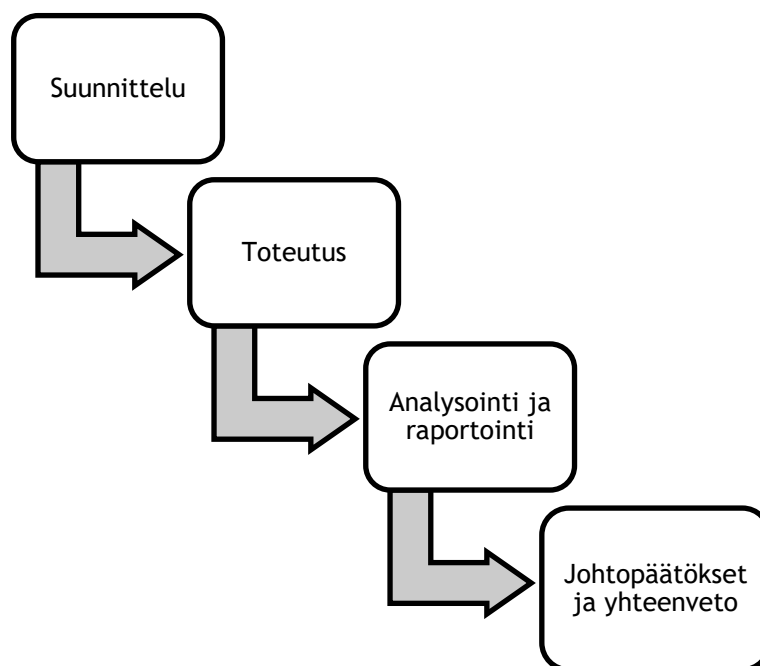 Suunnittelu
Toteutus
Analysointi ja
raportointi
Johtopäätökset
ja yhteenveto